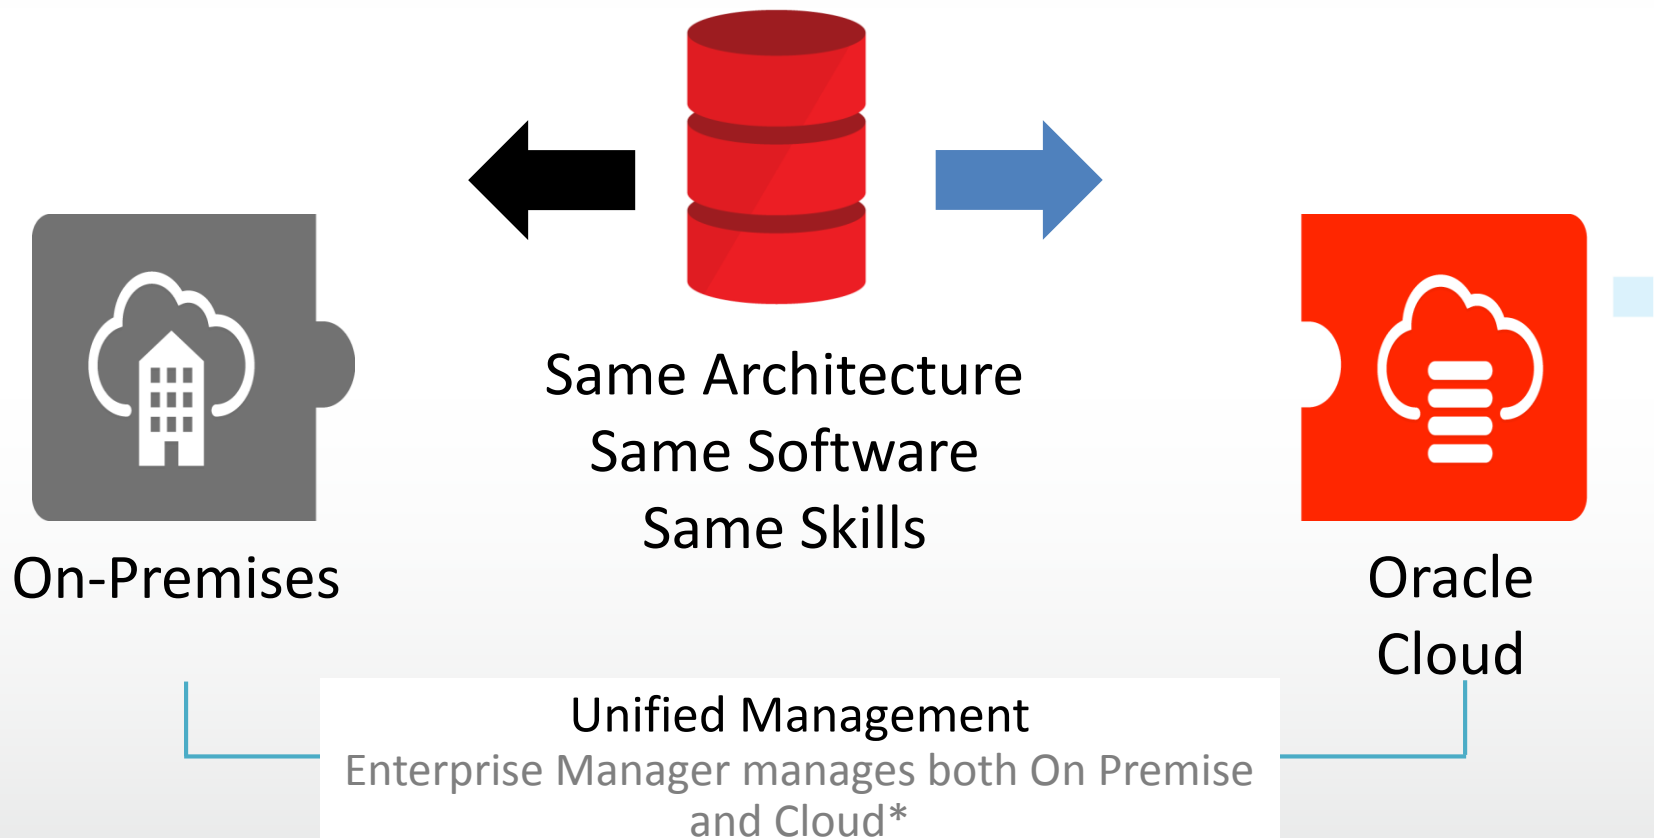 Same Architecture
Same Software
Same Skills
On-Premises
Oracle
Cloud
Unified Management
Enterprise Manager manages both On Premise
and Cloud*